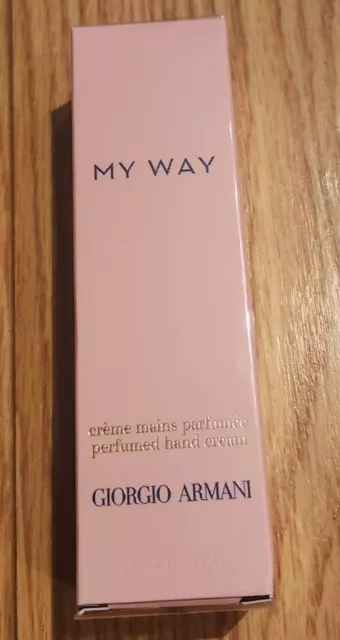 MY WAY
crème mains parfumée
perfumed hand cream
GIORGIO ARMANI